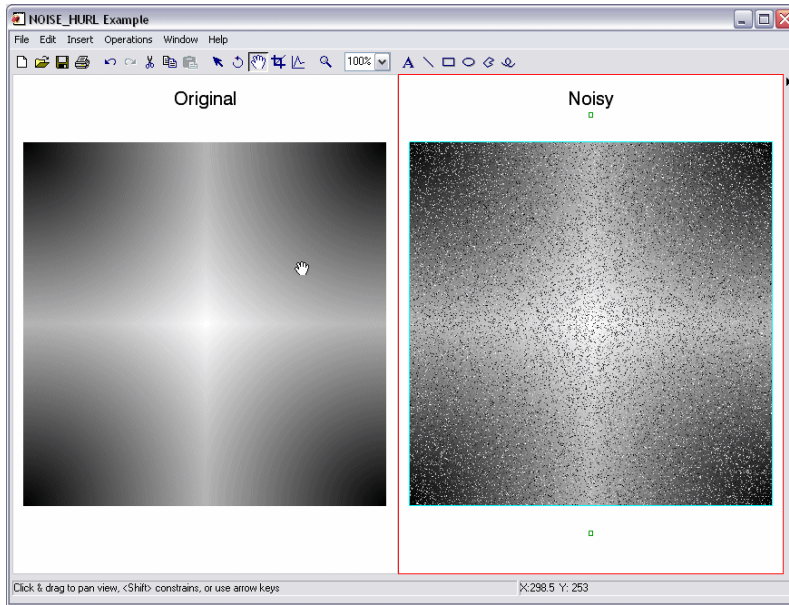 NOISE_HURL Example
File Edit Insert Operations Window Help
100%
A
Original
Noisy
Click & drag to pan view, <Shift> constrains, or use arrow keys
X:298.5 Y: 253